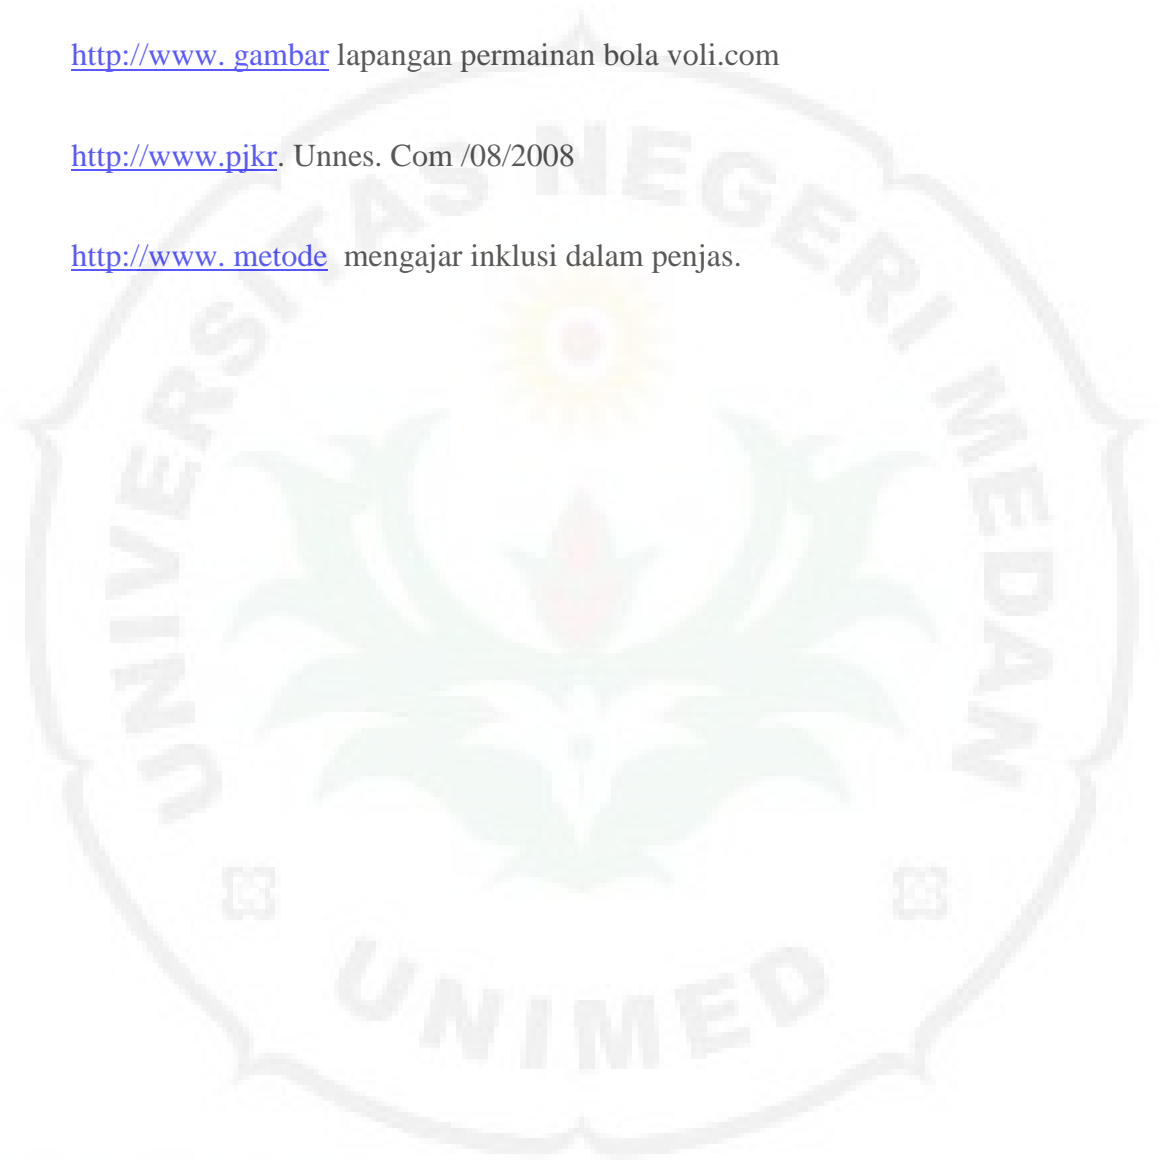 http://www. gambar lapangan permainan bola voli.com
http://www.pjkr. Unnes. Com /08/2008
http://www. metode  mengajar inklusi dalam penjas.
UNIVERSITAS NEGERI MEDAN
UNIMED